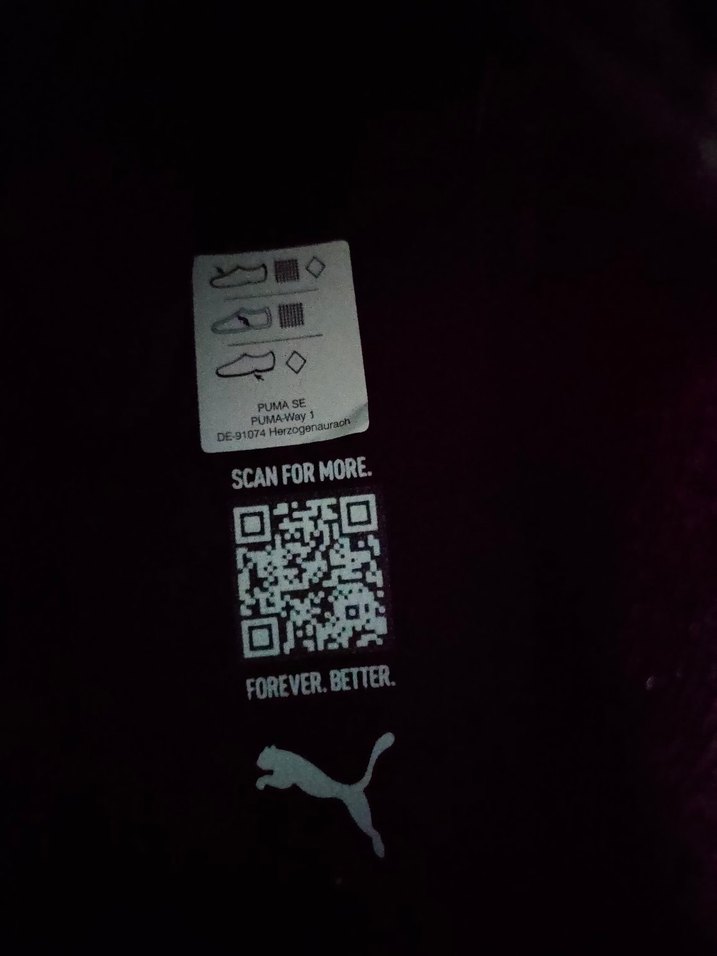 PUMA SE
PUMA-Way 1
DE-91074 Herzogenaurach
SCAN FOR MORE.
FOREVER. BETTER.